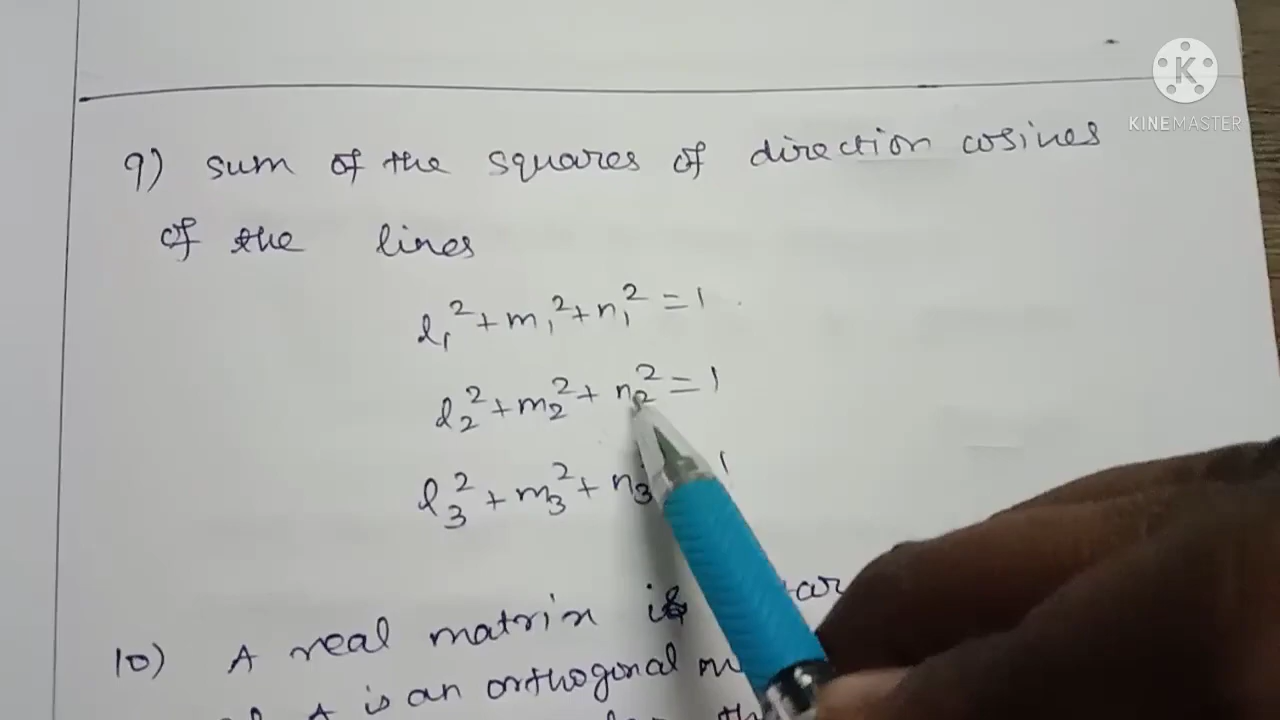 KINEMASTER
9) sum of the squares of direction cosines
of the lines
l₁² + m₁² + n₁² = 1
l₂² + m₂² + n₂² = 1
l₃² + m₃² + n₃ 1
10) A real matrix is
A is an orthogonal